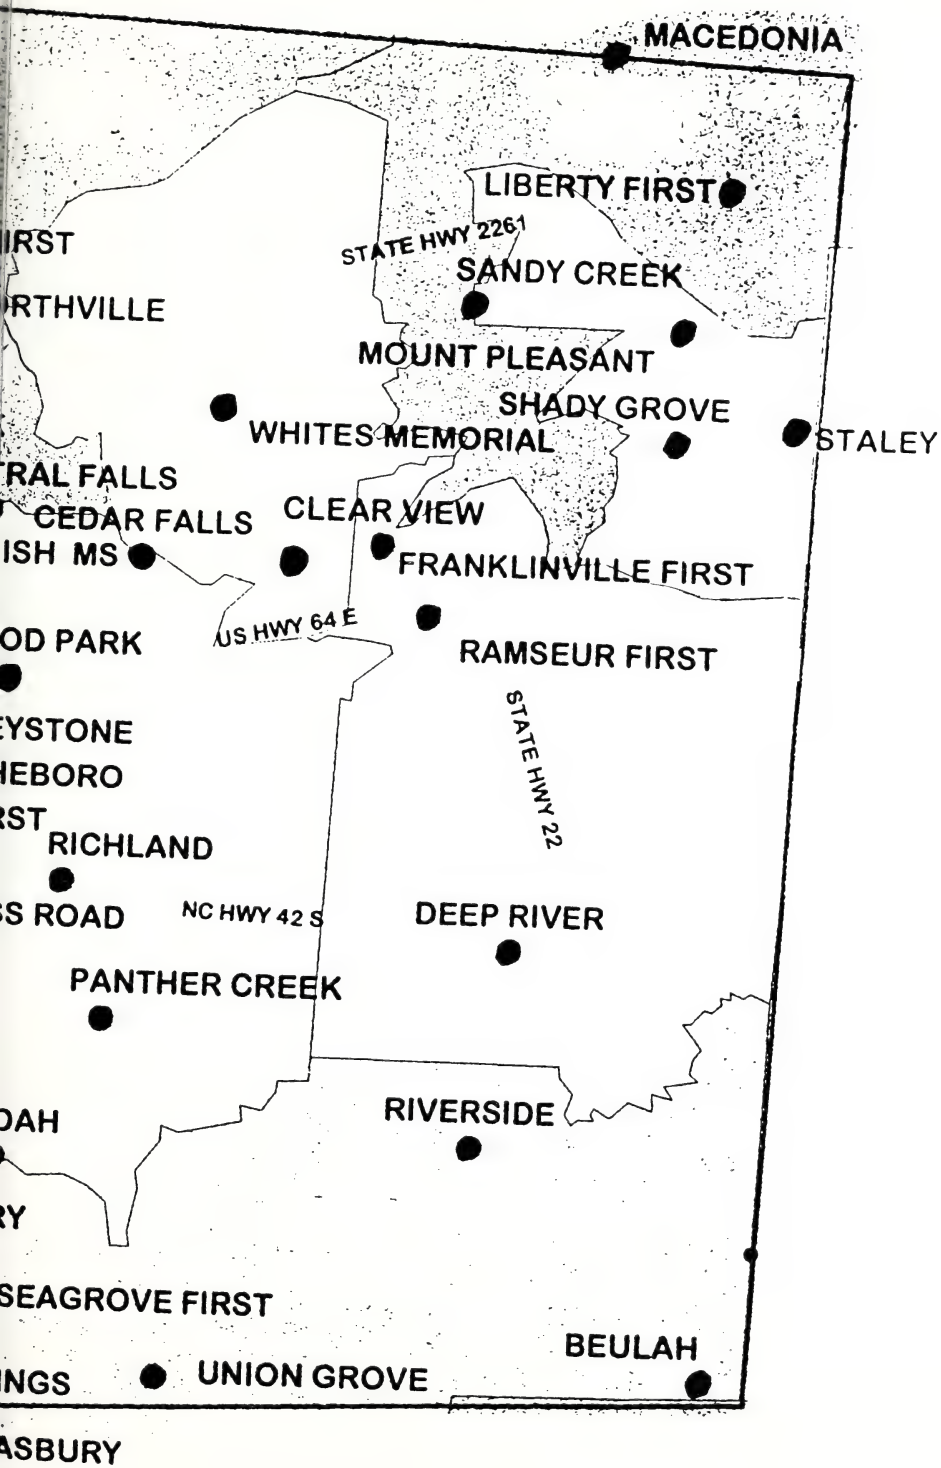 MACEDONIA
LIBERTY FIRST
STATE HWY 2261
IRST
SANDY CREEK
RTHVILLE
MOUNT PLEASANT
SHADY GROVE
WHITES MEMORIAL
STALEY
TRAL FALLS
CLEAR VIEW
CEDAR FALLS
ISH MS
FRANKLINVILLE FIRST
US HWY 64 E
OD PARK
RAMSEUR FIRST
EYSTONE
STATE HWY 22
HEBORO
RST
RICHLAND
SS ROAD
NC HWY 42 S
DEEP RIVER
PANTHER CREEK
RIVERSIDE
OAH
RY
SEAGROVE FIRST
BEULAH
INGS
UNION GROVE
ASBURY